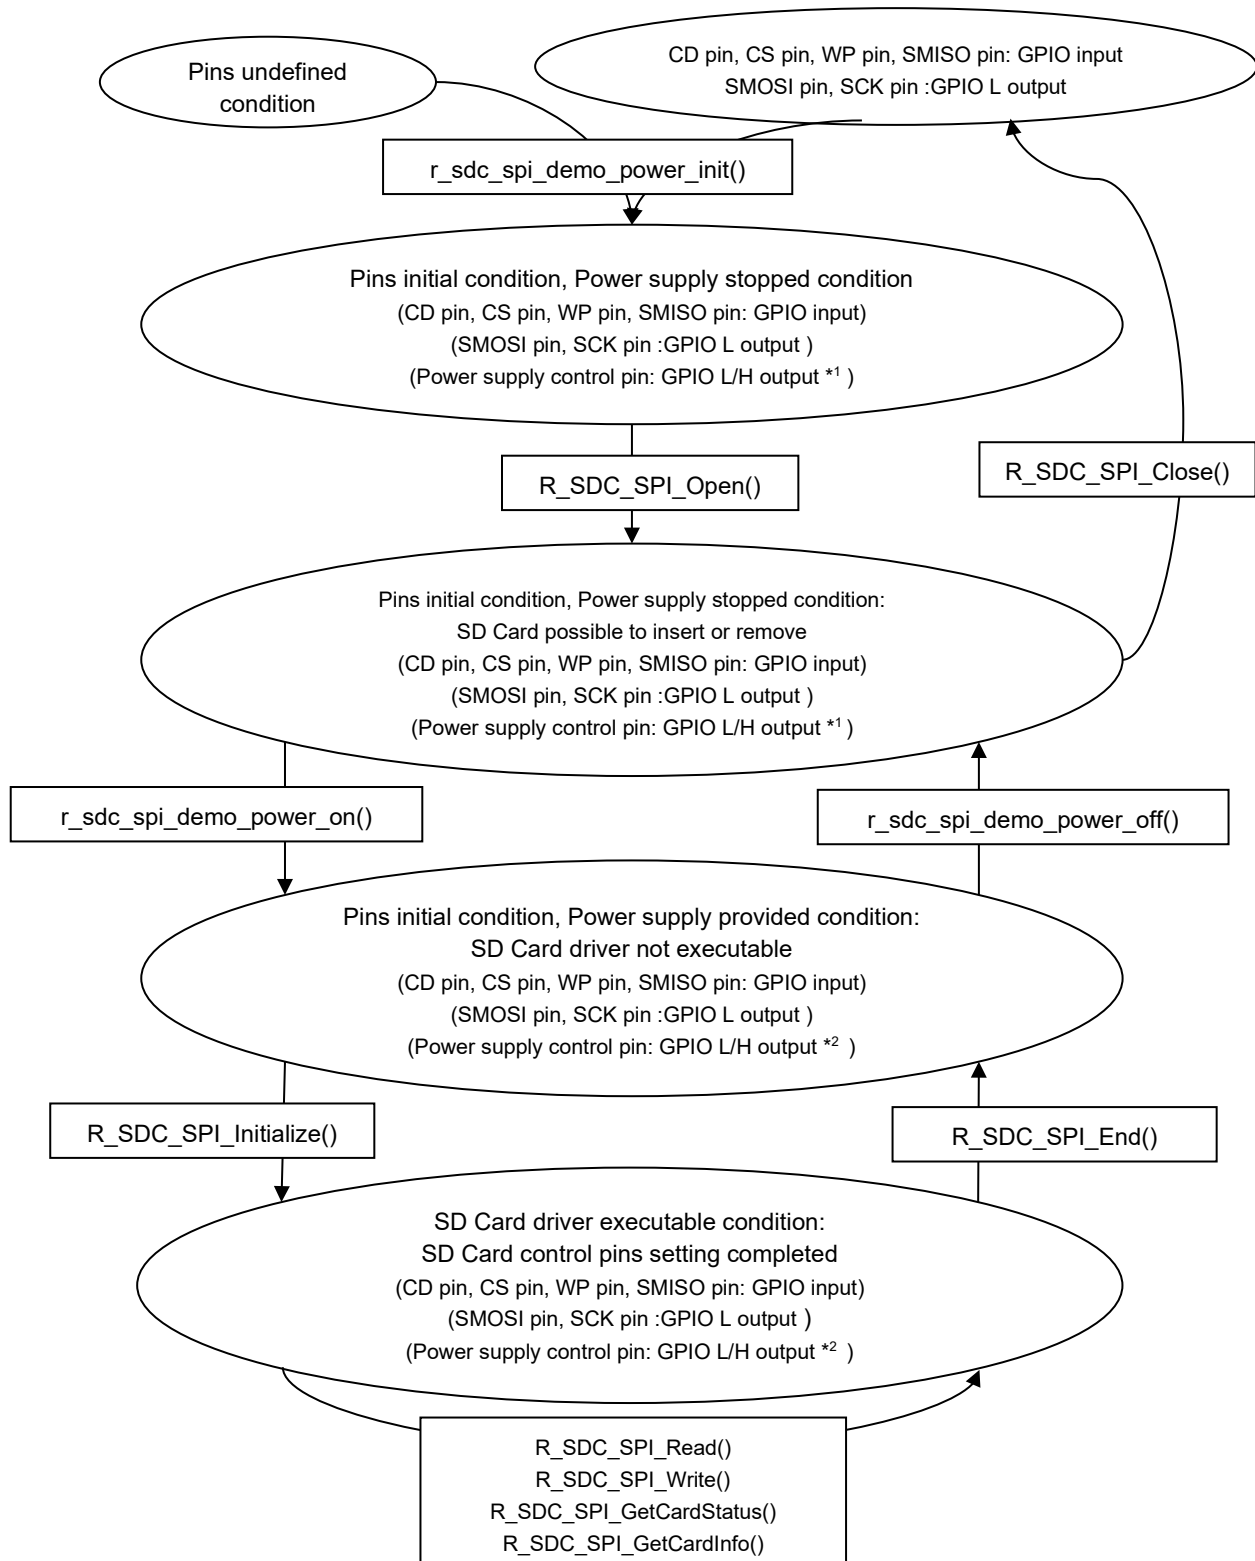 Pins undefined
condition
CD pin, CS pin, WP pin, SMISO pin: GPIO input
SMOSI pin, SCK pin :GPIO L output
r_sdc_spi_demo_power_init()
Pins initial condition, Power supply stopped condition
(CD pin, CS pin, WP pin, SMISO pin: GPIO input)
(SMOSI pin, SCK pin :GPIO L output )
(Power supply control pin: GPIO L/H output *1 )
R_SDC_SPI_Open()
R_SDC_SPI_Close()
Pins initial condition, Power supply stopped condition:
SD Card possible to insert or remove
(CD pin, CS pin, WP pin, SMISO pin: GPIO input)
(SMOSI pin, SCK pin :GPIO L output )
(Power supply control pin: GPIO L/H output *1 )
r_sdc_spi_demo_power_on()
r_sdc_spi_demo_power_off()
Pins initial condition, Power supply provided condition:
SD Card driver not executable
(CD pin, CS pin, WP pin, SMISO pin: GPIO input)
(SMOSI pin, SCK pin :GPIO L output )
(Power supply control pin: GPIO L/H output *2 )
R_SDC_SPI_Initialize()
R_SDC_SPI_End()
SD Card driver executable condition:
SD Card control pins setting completed
(CD pin, CS pin, WP pin, SMISO pin: GPIO input)
(SMOSI pin, SCK pin :GPIO L output )
(Power supply control pin: GPIO L/H output *2 )
R_SDC_SPI_Read()
R_SDC_SPI_Write()
R_SDC_SPI_GetCardStatus()
R_SDC_SPI_GetCardInfo()